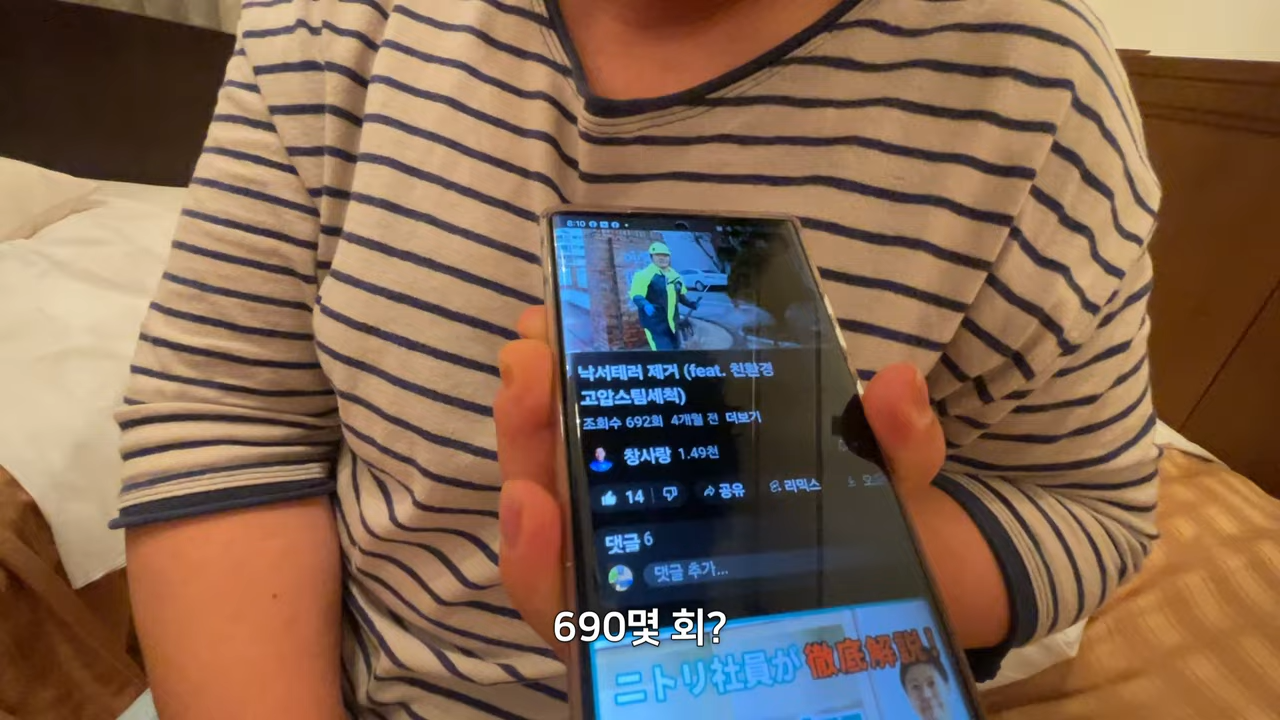 8:10
낙서테러 제거 (feat. 친환경
고압스팀세척)
조회수 692회 4개월 전 더보기
창사랑 1.49천
14 공유 리믹스
댓글 6
댓글 추가...
690몇 회?
ニトリ社員が徹底解説!